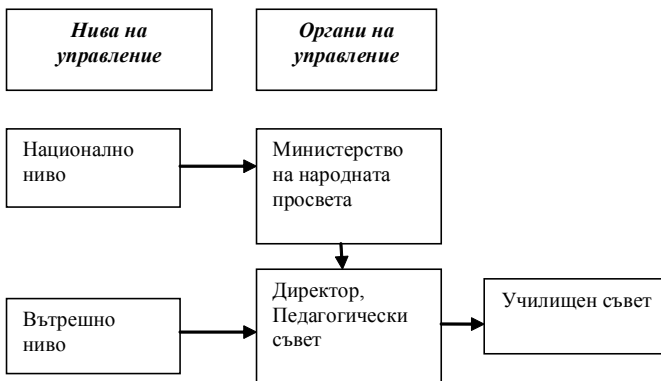 Нива на
управление
Органи на
управление
Национално
ниво
Министерство
на народната
просвета
Вътрешно
ниво
Директор,
Педагогически
съвет
Училищен съвет